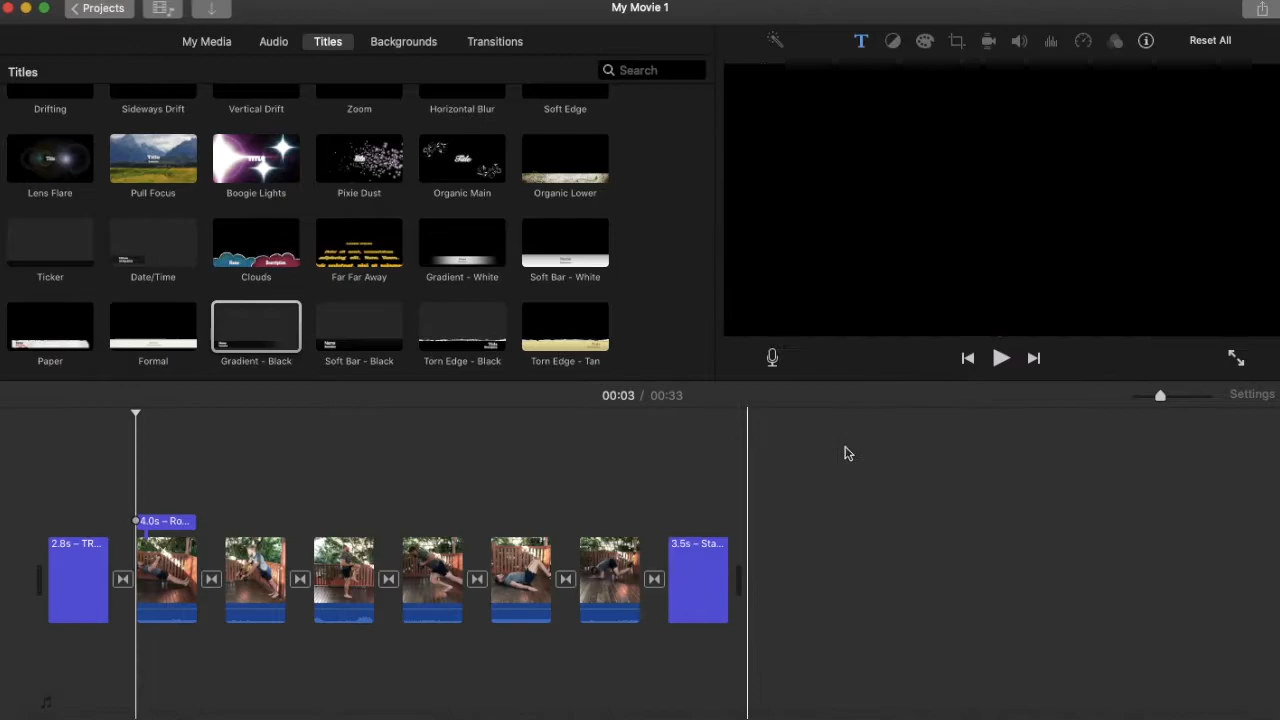 Projects
My Movie 1
My Media
Audio
Titles
Backgrounds
Transitions
Reset All
Titles
Search
Drifting
Sideways Drift
Vertical Drift
Zoom
Horizontal Blur
Soft Edge
Lens Flare
Pull Focus
Boogie Lights
Pixie Dust
Organic Main
Organic Lower
Ticker
Date/Time
Clouds
Far Far Away
Gradient - White
Soft Bar - White
Paper
Formal
Gradient - Black
Soft Bar - Black
Torn Edge - Black
Torn Edge - Tan
00:03 / 00:33
Settings
4.0s – Ro...
2.8s – TR...
3.5s – Sta...